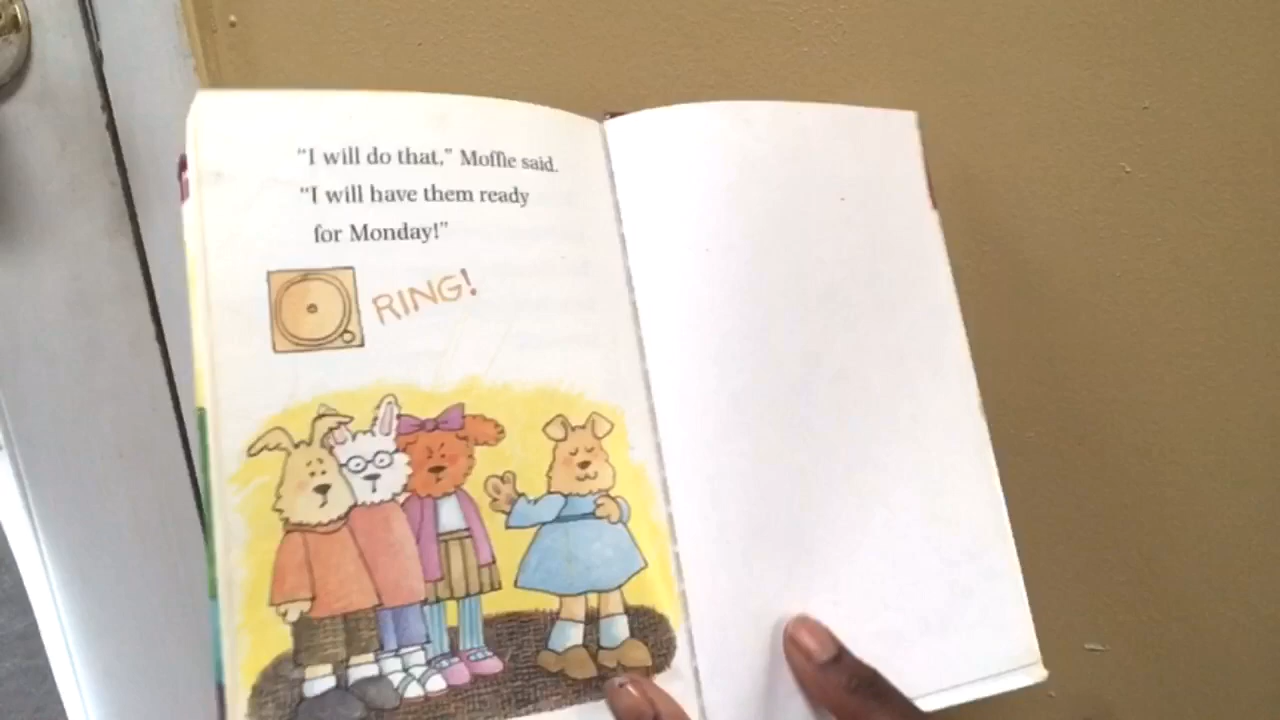 “I will do that,” Moffie said.
“I will have them ready
for Monday!”
RING!